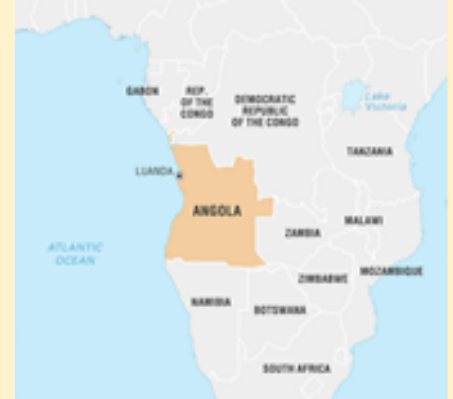 GABON
REP.
OF THE
CONGO
DEMOCRATIC
REPUBLIC
OF THE CONGO
Lake
Victoria
TANZANIA
LUANDA
ANGOLA
ZAMBIA
MALAWI
ATLANTIC
OCEAN
ZIMBABWE
MOZAMBIQUE
NAMIBIA
BOTSWANA
SOUTH AFRICA